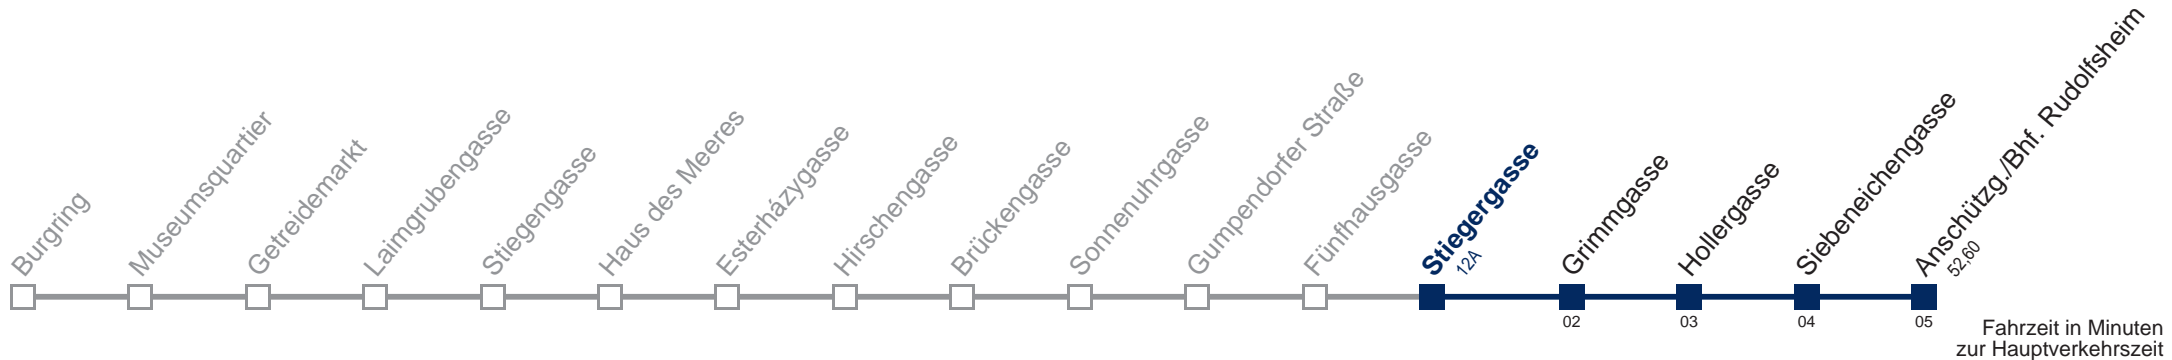 Burgring
Museumsquartier
Getreidemarkt
Laimgrubengasse
Stiegengasse
Haus des Meeres
Esterházygasse
Hirschengasse
Brückengasse
Sonnenuhrgasse
Gumpendorfer Straße
Fünfhausgasse
Stiegergasse
12A
Grimmgasse
Hollergasse
Siebeneichengasse
Anschützg./Bhf. Rudolfsheim
52,60
02
03
04
05
Fahrzeit in Minuten
zur Hauptverkehrszeit